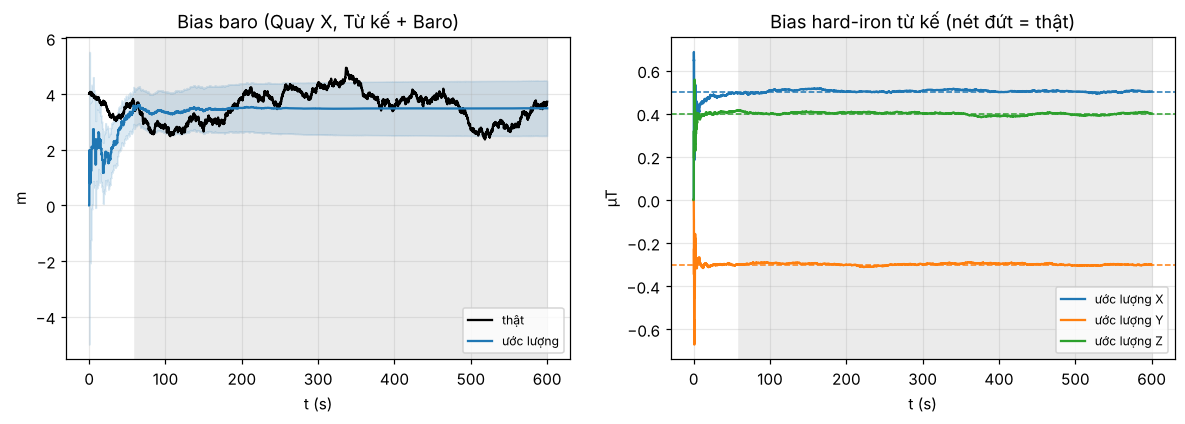 Bias baro (Quay X, Từ kế + Baro)
6
4
2
0
−2
−4
m
0
100
200
300
400
500
600
t (s)
thật
ước lượng
Bias hard-iron từ kế (nét đứt = thật)
0.6
0.4
0.2
0.0
−0.2
−0.4
−0.6
µT
0
100
200
300
400
500
600
t (s)
ước lượng X
ước lượng Y
ước lượng Z